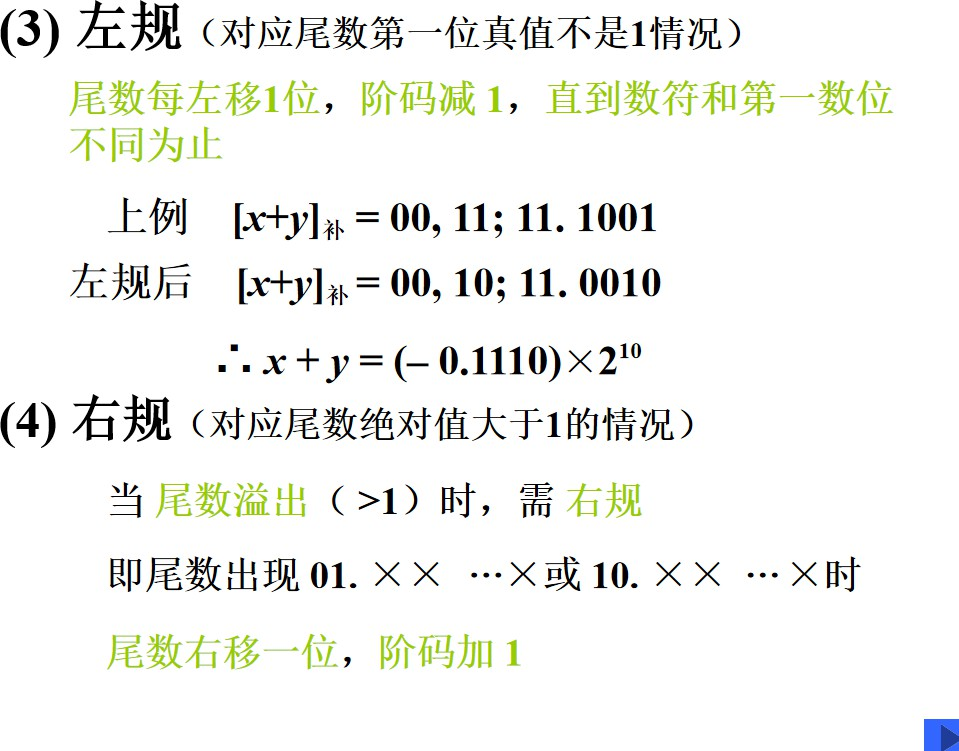 (3) 左规（对应尾数第一位真值不是1情况）
尾数每左移1位，阶码减 1，直到数符和第一数位
不同为止
上例 [x+y]补 = 00, 11; 11. 1001
左规后 [x+y]补 = 00, 10; 11. 0010
∴ x + y = (– 0.1110)×2^10
(4) 右规（对应尾数绝对值大于1的情况）
当 尾数溢出（ >1）时，需 右规
即尾数出现 01. ×× …×或 10. ×× …×时
尾数右移一位，阶码加 1